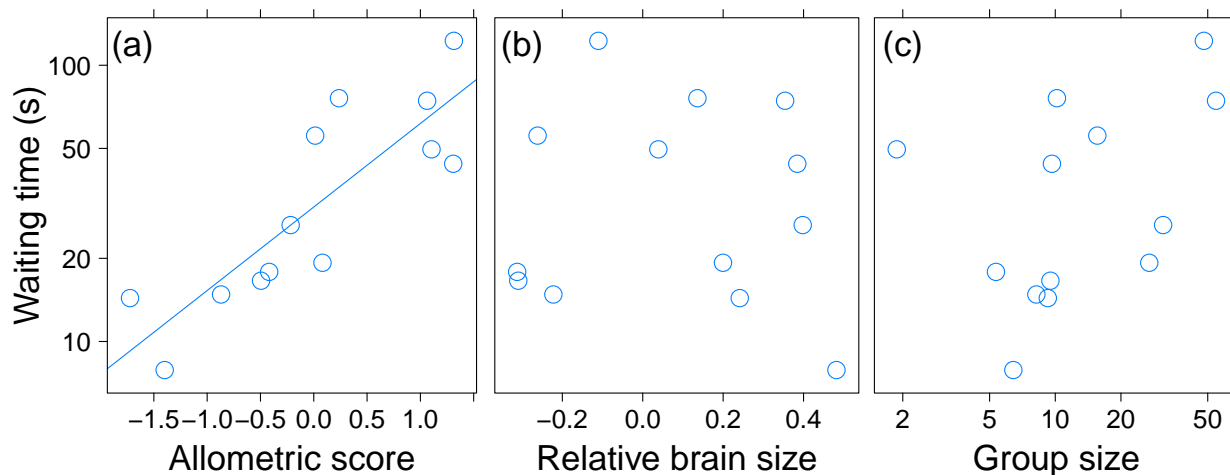 (a)
(b)
(c)
Waiting time (s)
100
50
20
10
−1.5 −1.0 −0.5 0.0 0.5 1.0
−0.2 0.0 0.2 0.4
2 5 10 20 50
Allometric score
Relative brain size
Group size